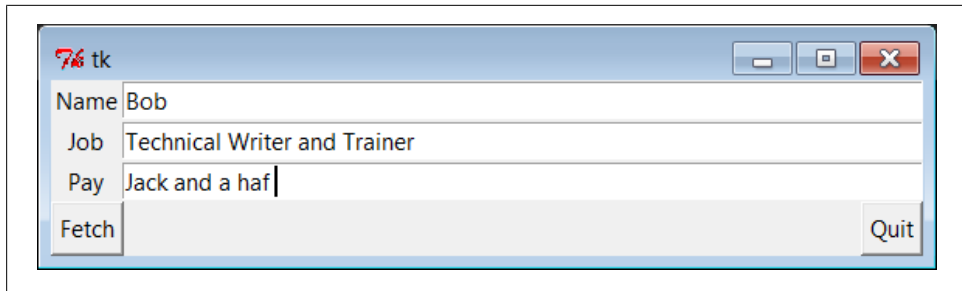 tk
Name Bob
Job Technical Writer and Trainer
Pay Jack and a haf
Fetch Quit